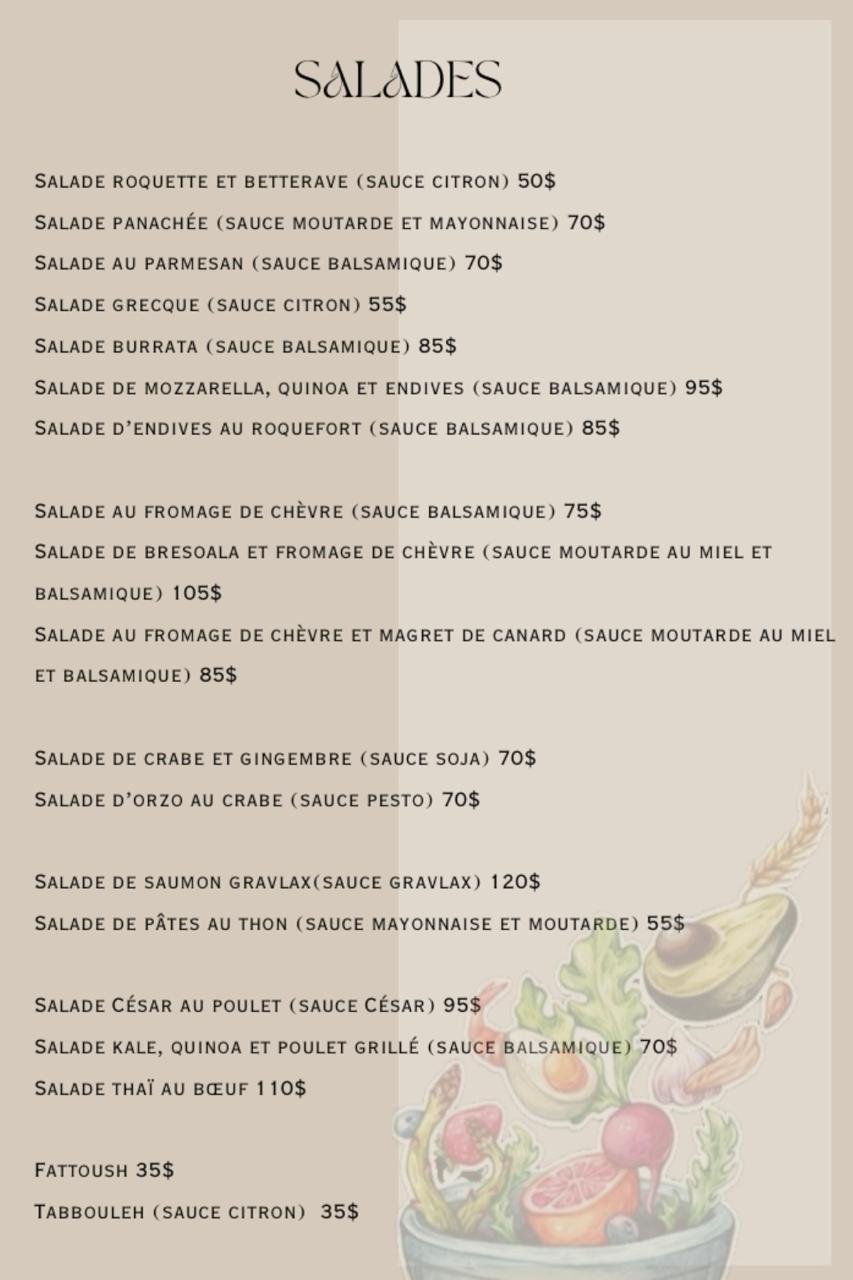 SALADES
Salade roquette et betterave (sauce citron) 50$
Salade panachée (sauce moutarde et mayonnaise) 70$
Salade au parmesan (sauce balsamique) 70$
Salade grecque (sauce citron) 55$
Salade burrata (sauce balsamique) 85$
Salade de mozzarella, quinoa et endives (sauce balsamique) 95$
Salade d’endives au roquefort (sauce balsamique) 85$
Salade au fromage de chèvre (sauce balsamique) 75$
Salade de bresoala et fromage de chèvre (sauce moutarde au miel et
balsamique) 105$
Salade au fromage de chèvre et magret de canard (sauce moutarde au miel
et balsamique) 85$
Salade de crabe et gingembre (sauce soja) 70$
Salade d’orzo au crabe (sauce pesto) 70$
Salade de saumon gravlax(sauce gravlax) 120$
Salade de pâtes au thon (sauce mayonnaise et moutarde) 55$
Salade César au poulet (sauce César) 95$
Salade kale, quinoa et poulet grillé (sauce balsamique) 70$
Salade thaï au bœuf 110$
Fattoush 35$
Tabbouleh (sauce citron) 35$